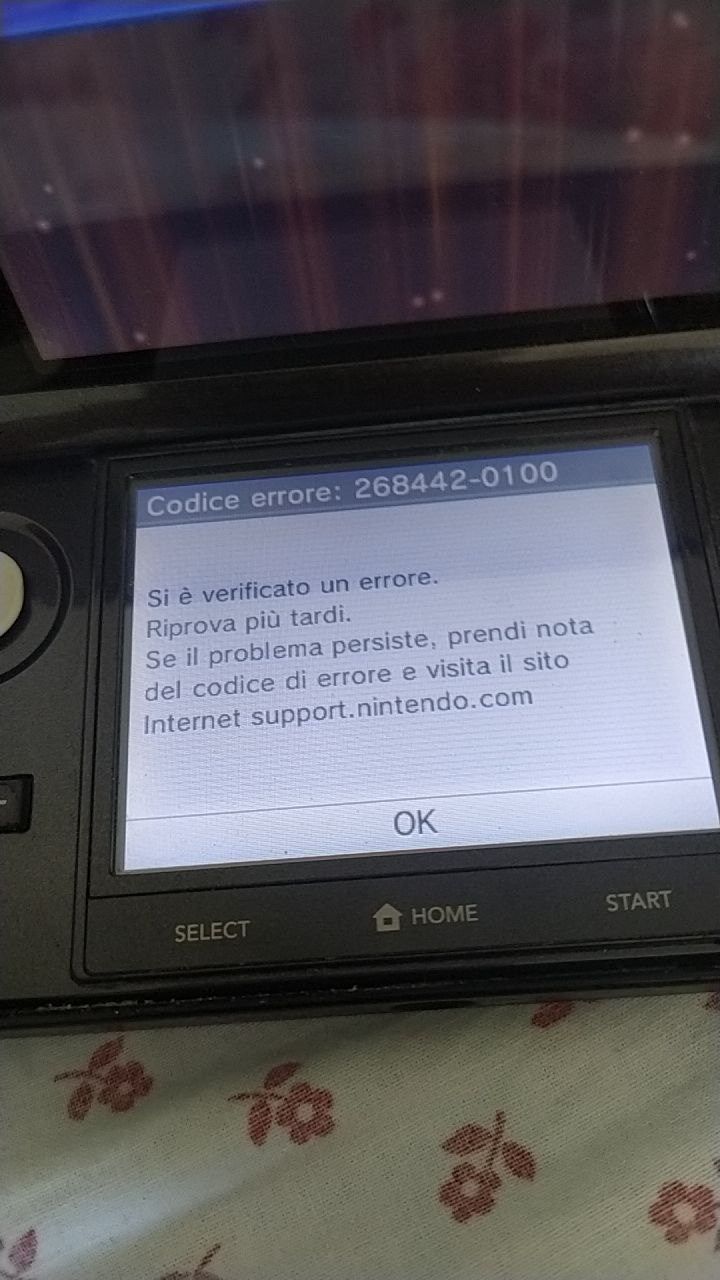 Codice errore: 268442-0100
Si è verificato un errore.
Riprova più tardi.
Se il problema persiste, prendi nota
del codice di errore e visita il sito
Internet support.nintendo.com
OK
SELECT
HOME
START